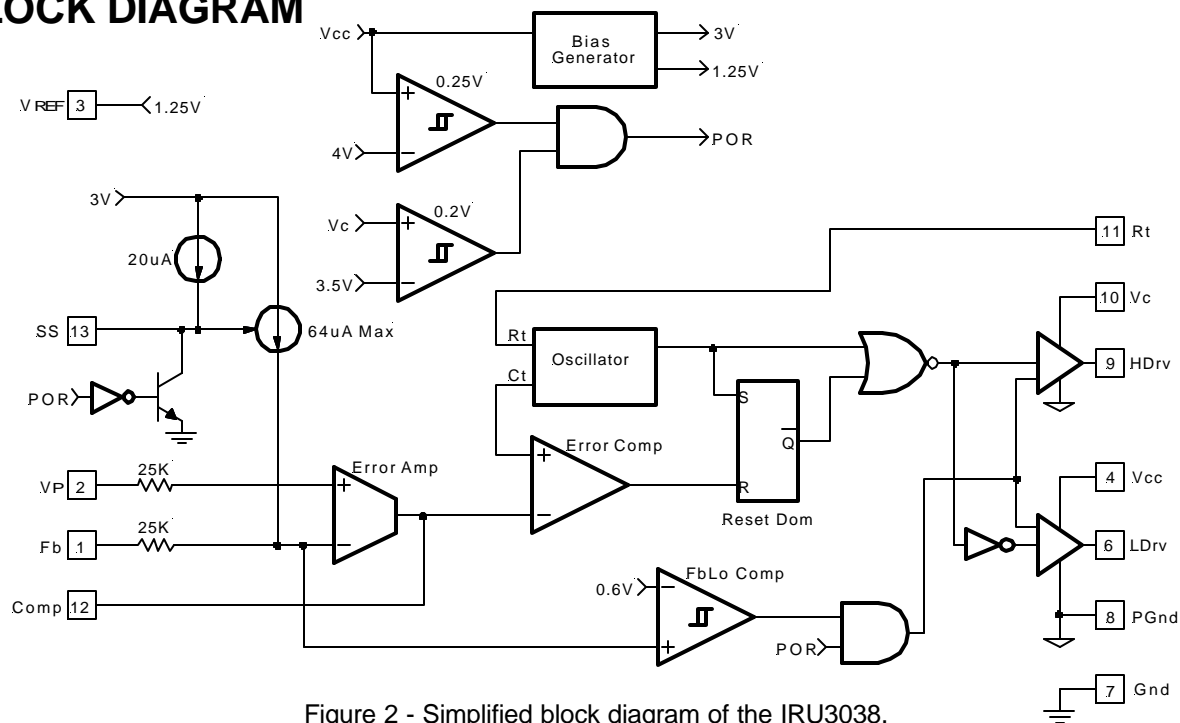 LOCK DIAGRAM
Vcc
Bias
Generator
3V
1.25V
VREF 3 1.25V
0.25V
4V
POR
3V
Vc
0.2V
3.5V
20uA
11 Rt
SS 13
64uA Max
10 Vc
Rt
Oscillator
Ct
9 HDrv
POR
S
Q
R
Reset Dom
Error Comp
VP 2
25K
Error Amp
4 Vcc
Fb 1
25K
6 LDrv
Comp 12
0.6V
FbLo Comp
POR
8 PGnd
7 Gnd
Figure 2 - Simplified block diagram of the IRU3038.